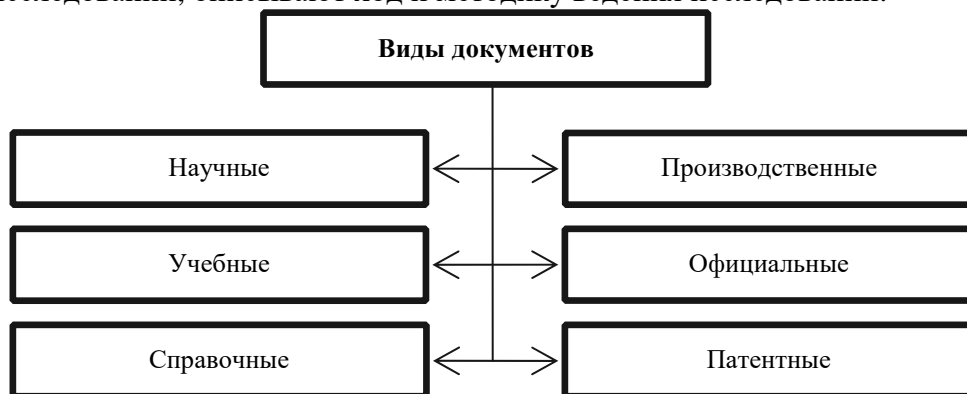 Виды документов
Научные
Производственные
Учебные
Официальные
Справочные
Патентные